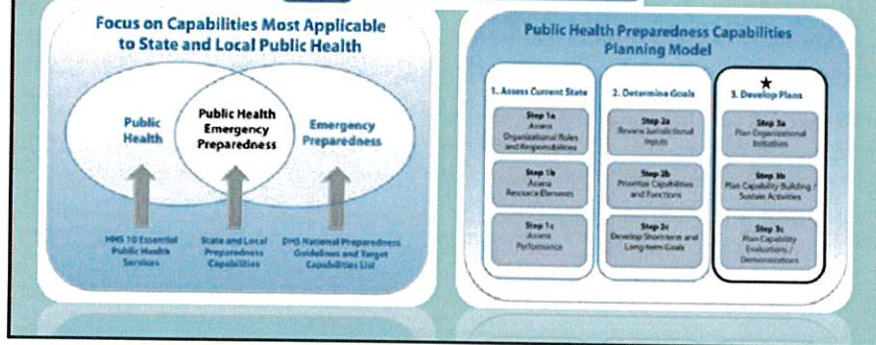 Focus on Capabilities Most Applicable
to State and Local Public Health
Public
Health
Public Health
Emergency
Preparedness
Emergency
Preparedness
HHS 10 Essential
Public Health
Services
State and Local
Preparedness
Capabilities
DHS National Preparedness
Guidelines and Target
Capabilities List
Public Health Preparedness Capabilities
Planning Model
1. Assess Current State
Step 1a
Assess
Organizational Roles
and Responsibilities
Step 1b
Assess
Resource Elements
Step 1c
Assess
Performance
2. Determine Goals
Step 2a
Review Jurisdictional
Inputs
Step 2b
Prioritize Capabilities
and Functions
Step 2c
Develop Short-term and
Long-term Goals
3. Develop Plans
Step 3a
Plan Organizational
Initiatives
Step 3b
Plan Capability Building /
Sustain Activities
Step 3c
Plan Capability
Evaluations /
Demonstrations